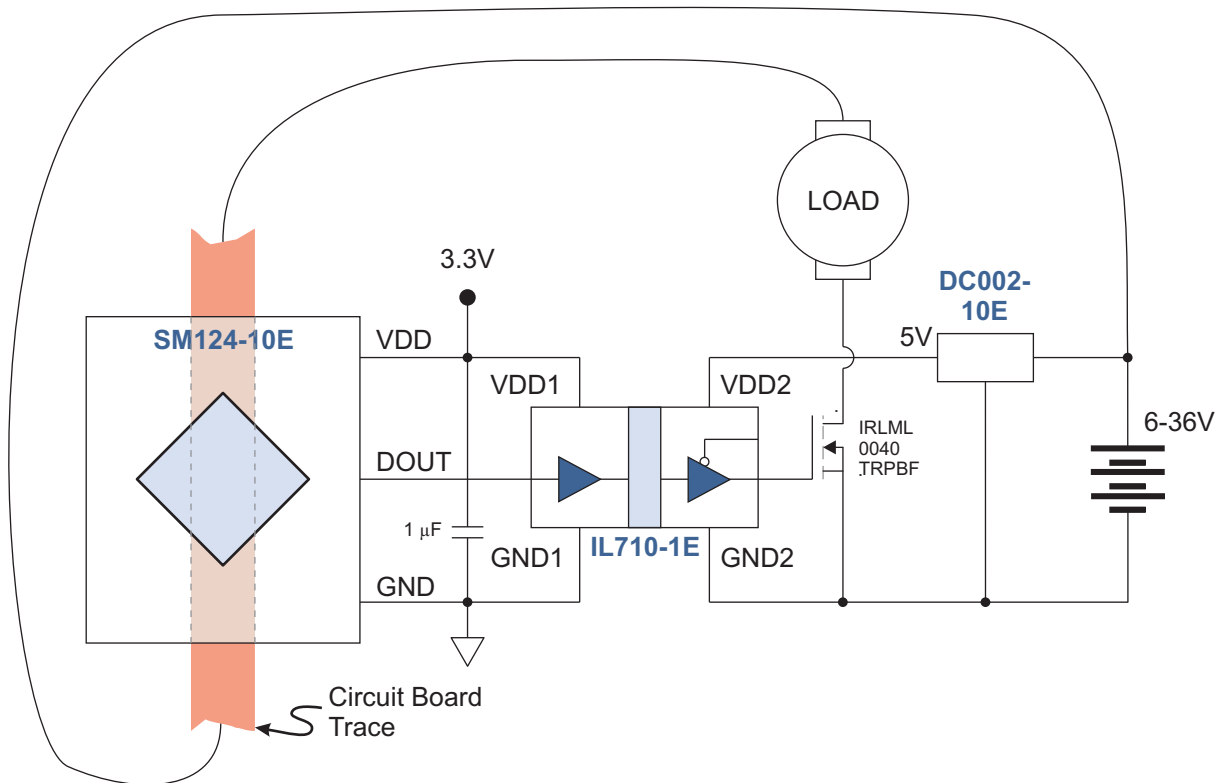 LOAD
3.3V
DC002-
10E
SM124-10E
VDD
5V
VDD1
VDD2
IRLML
0040
TRPBF
6-36V
DOUT
1 μF
IL710-1E
GND1
GND2
GND
Circuit Board
Trace